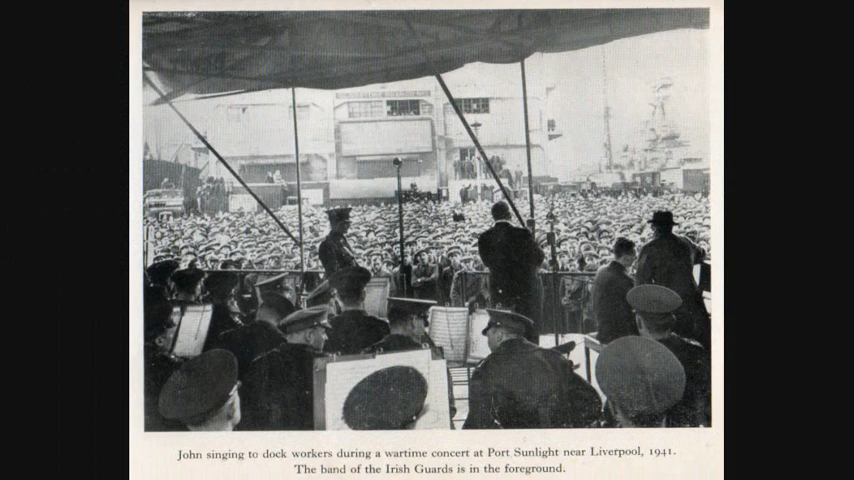 John singing to dock workers during a wartime concert at Port Sunlight near Liverpool, 1941.
The band of the Irish Guards is in the foreground.